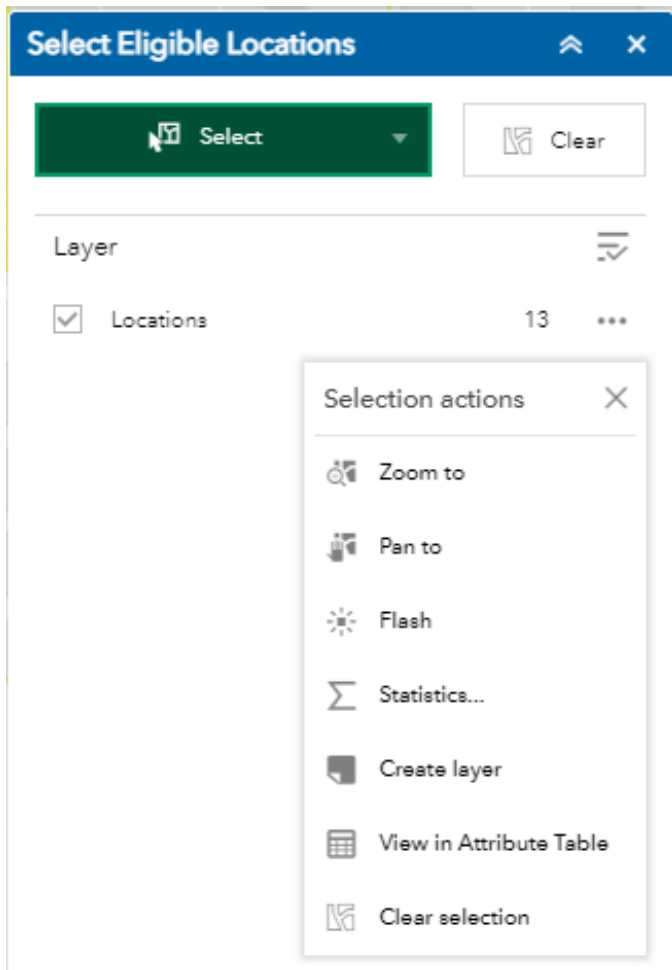 Select Eligible Locations
Select
Clear
Layer
Locations 13
Selection actions
Zoom to
Pan to
Flash
Statistics...
Create layer
View in Attribute Table
Clear selection